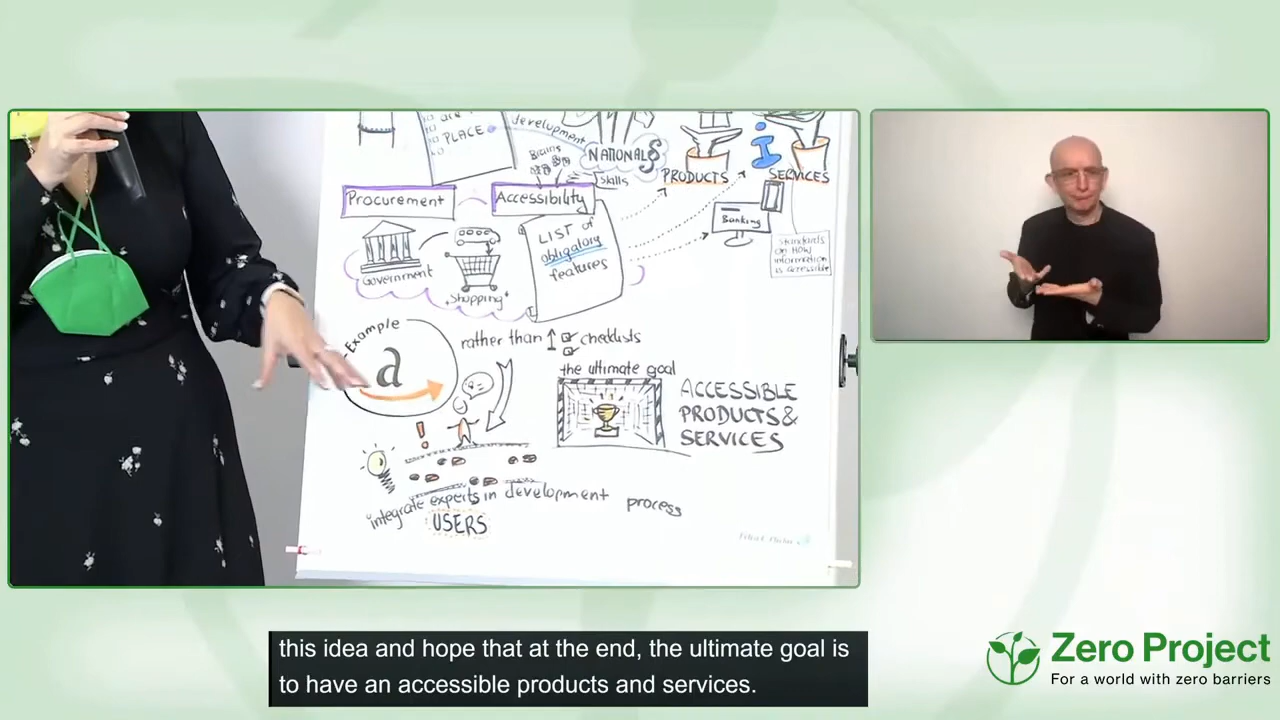 are
PLACE
development
Brains
Skills
NATIONAL§
PRODUCTS
SERVICES
Procurement
Accessibility
LIST of
obligatory
features
Government
"Shopping"
Banking
Standards
on HOW
information
is accessible
Example
a
rather than
checklists
the ultimate goal
ACCESSIBLE
PRODUCTS &
SERVICES
"integrate experts in development process
USERS
this idea and hope that at the end, the ultimate goal is
to have an accessible products and services.
Zero Project
For a world with zero barriers